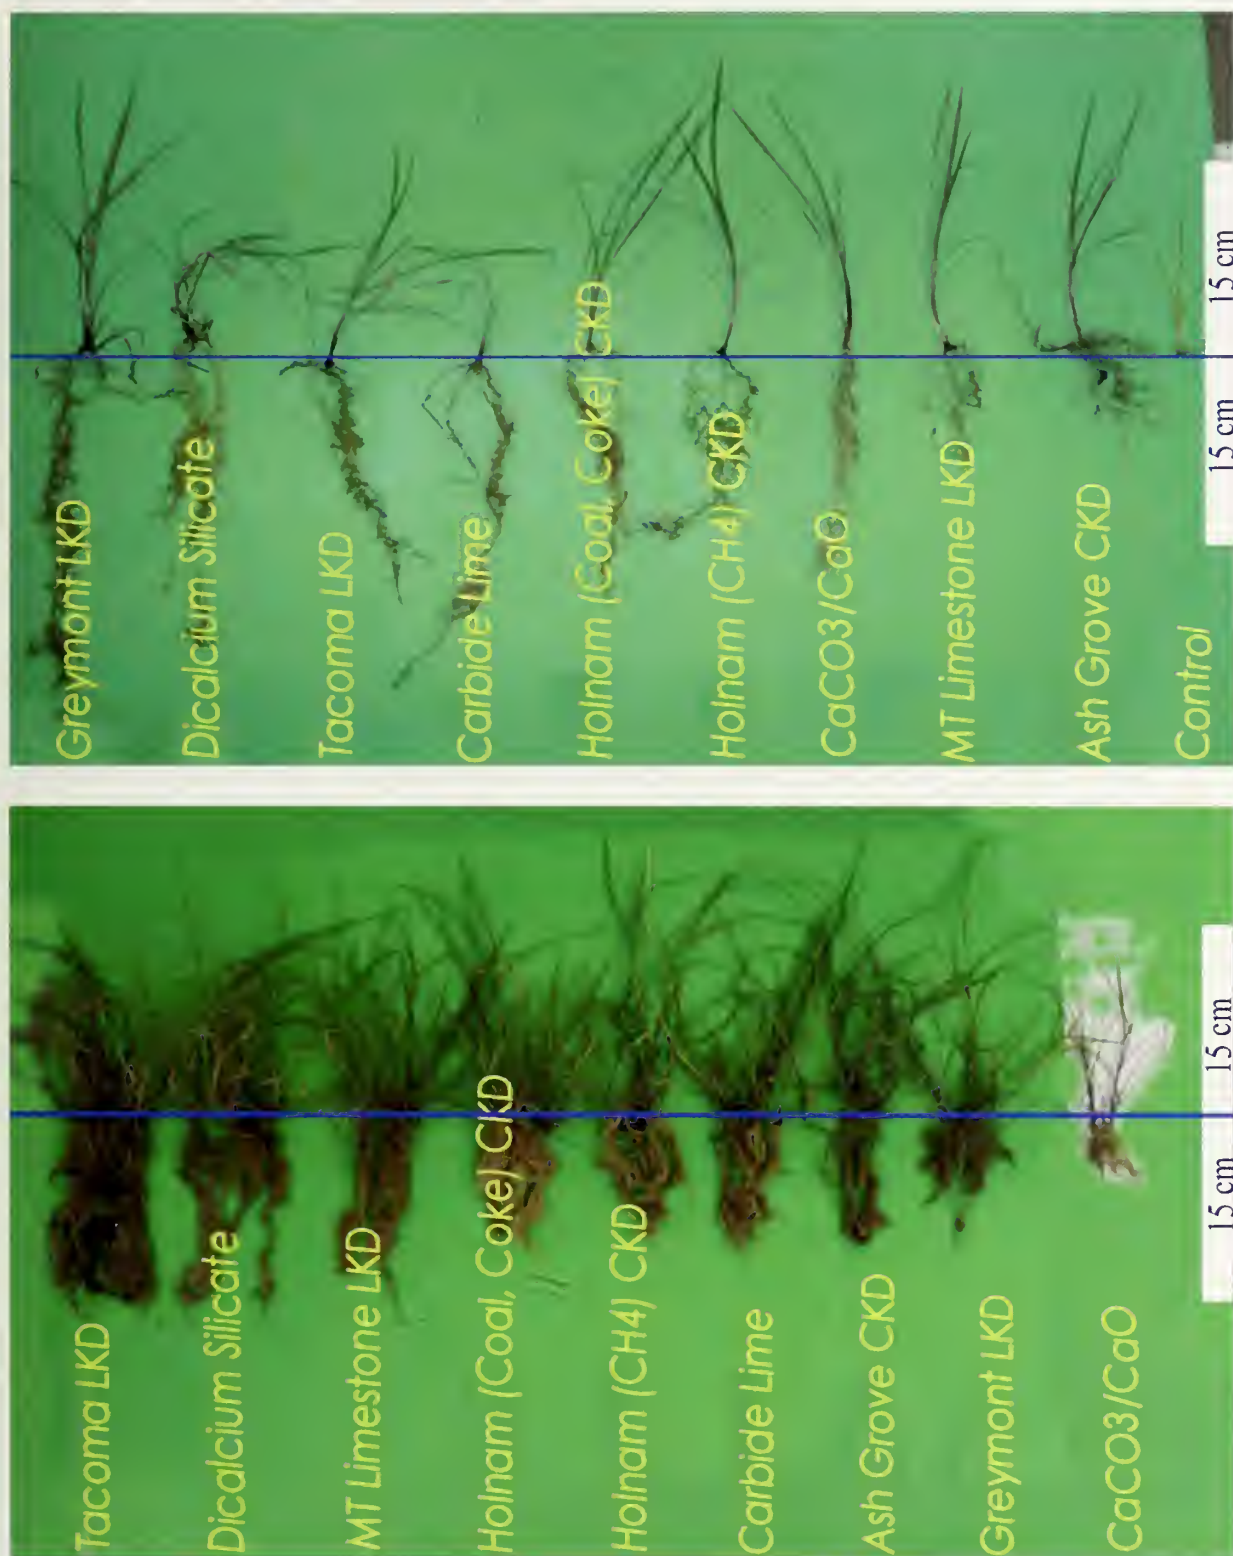 Greymont LKD
Dicalcium Silicate
Tacoma LKD
Carbide Lime
Holnam (Coal, Coke) CKD
Holnam (CH4) CKD
CaCO3/CaO
MT Limestone LKD
Ash Grove CKD
Control
15 cm
15 cm
Tacoma LKD
Dicalcium Silicate
MT Limestone LKD
Holnam (Coal, Coke) CKD
Holnam (CH4) CKD
Carbide Lime
Ash Grove CKD
Greymont LKD
CaCO3/CaO
15 cm
15 cm